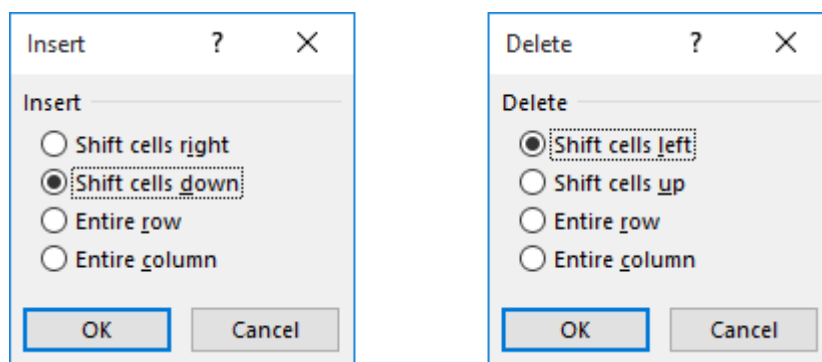 Insert ?
Insert
Shift cells right
Shift cells down
Entire row
Entire column
OK Cancel
Delete ?
Delete
Shift cells left
Shift cells up
Entire row
Entire column
OK Cancel